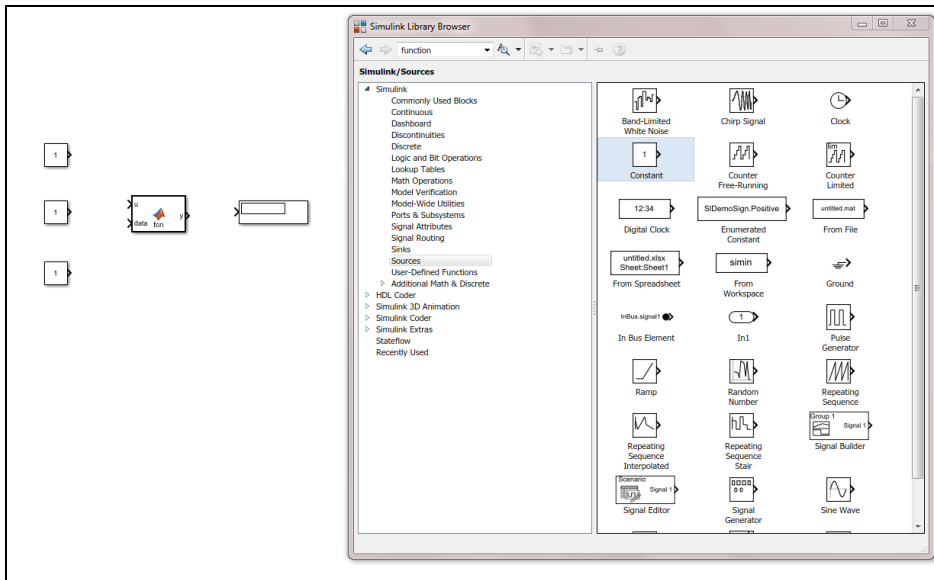 Simulink Library Browser
function
Simulink/Sources
Simulink
Commonly Used Blocks
Continuous
Dashboard
Discontinuities
Discrete
Logic and Bit Operations
Lookup Tables
Math Operations
Model Verification
Model-Wide Utilities
Ports & Subsystems
Signal Attributes
Signal Routing
Sinks
Sources
User-Defined Functions
Additional Math & Discrete
HDL Coder
Simulink 3D Animation
Simulink Coder
Simulink Extras
Stateflow
Recently Used
1
1
u
data
fcn
y
1
Band-Limited
White Noise
Chirp Signal
Clock
1
Constant
Counter
Free-Running
lim
Counter
Limited
12:34
Digital Clock
SlDemoSign.Positive
Enumerated
Constant
untitled.mat
From File
untitled.xlsx
Sheet:Sheet1
From Spreadsheet
simin
From
Workspace
Ground
InBus.signal1
In Bus Element
1
In1
Pulse
Generator
Ramp
Random
Number
Repeating
Sequence
Repeating
Sequence
Interpolated
Repeating
Sequence
Stair
Group 1
Signal 1
Signal Builder
Scenario
Signal 1
Signal Editor
Signal
Generator
Sine Wave